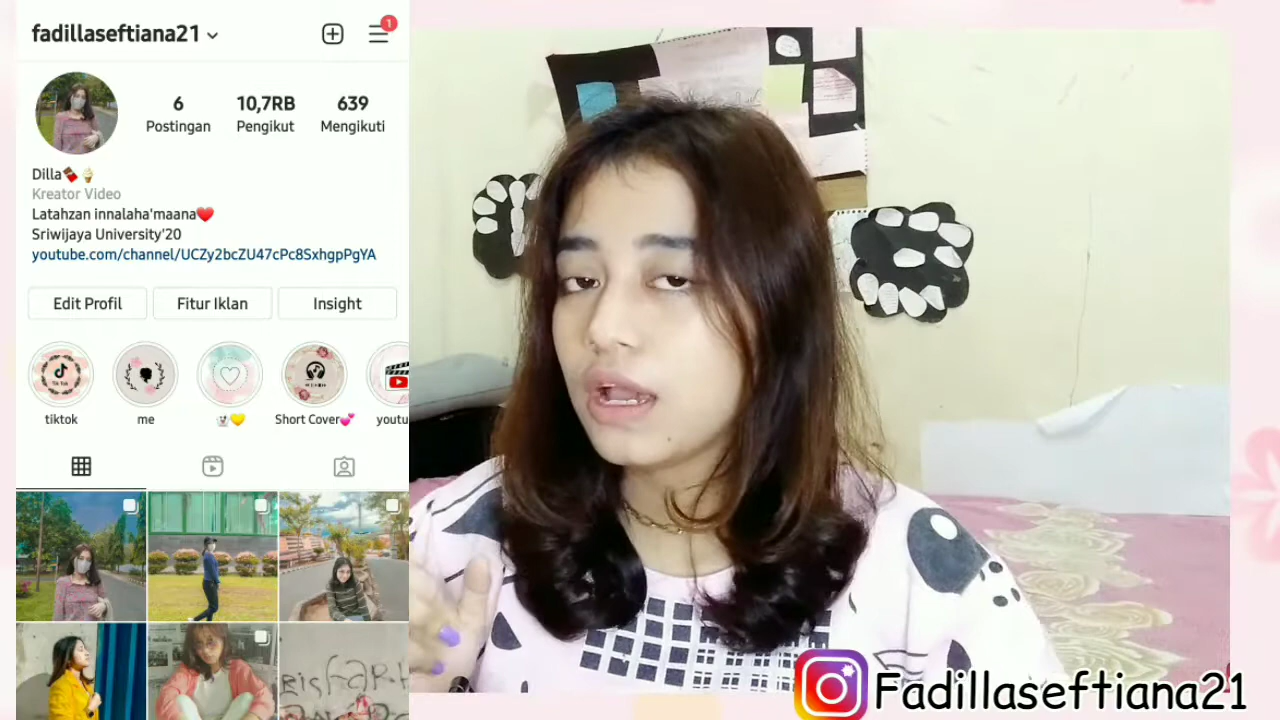 fadillaseftiana21
1
6 10,7RB 639
Postingan Pengikut Mengikuti
Dilla🍫🍦
Kreator Video
Latahzan innalaha'maana❤️
Sriwijaya University'20
youtube.com/channel/UCZy2bcZU47cPc8SxhgpPgYA
Edit Profil Fitur Iklan Insight
tiktok me 👻💛 Short Cover💕 youtu
Fadillaseftiana21